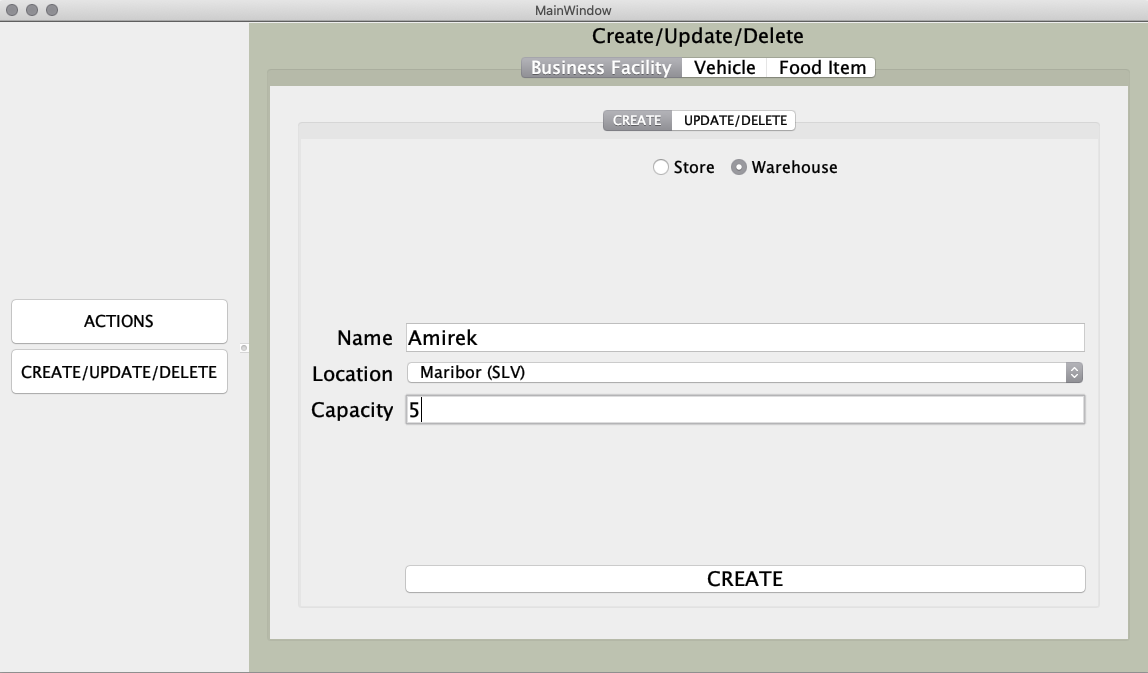 MainWindow
Create/Update/Delete
Business Facility Vehicle Food Item
CREATE UPDATE/DELETE
Store Warehouse
ACTIONS
CREATE/UPDATE/DELETE
Name Amirek
Location Maribor (SLV)
Capacity 5
CREATE